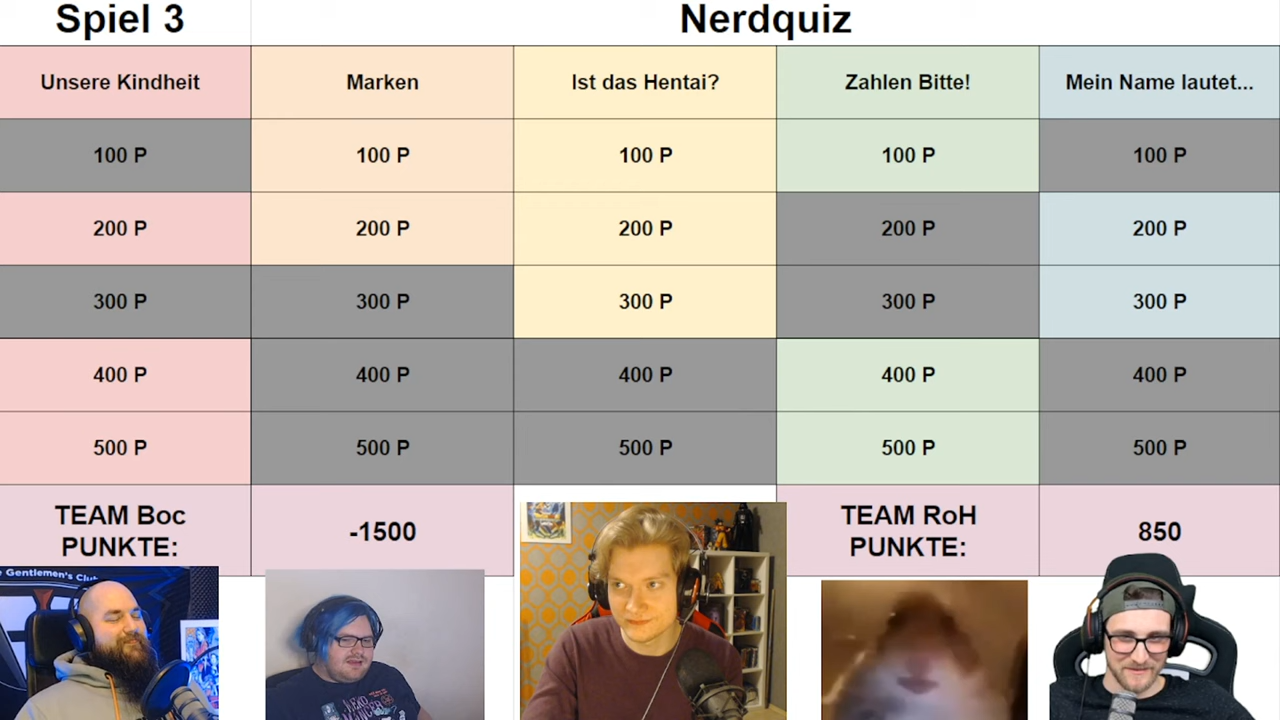 Spiel 3
Nerdquiz
Unsere Kindheit
Marken
Ist das Hentai?
Zahlen Bitte!
Mein Name lautet...
100 P
100 P
100 P
100 P
100 P
200 P
200 P
200 P
200 P
200 P
300 P
300 P
300 P
300 P
300 P
400 P
400 P
400 P
400 P
400 P
500 P
500 P
500 P
500 P
500 P
TEAM Boc
PUNKTE:
-1500
TEAM RoH
PUNKTE:
850
e Gentlemen's Clu